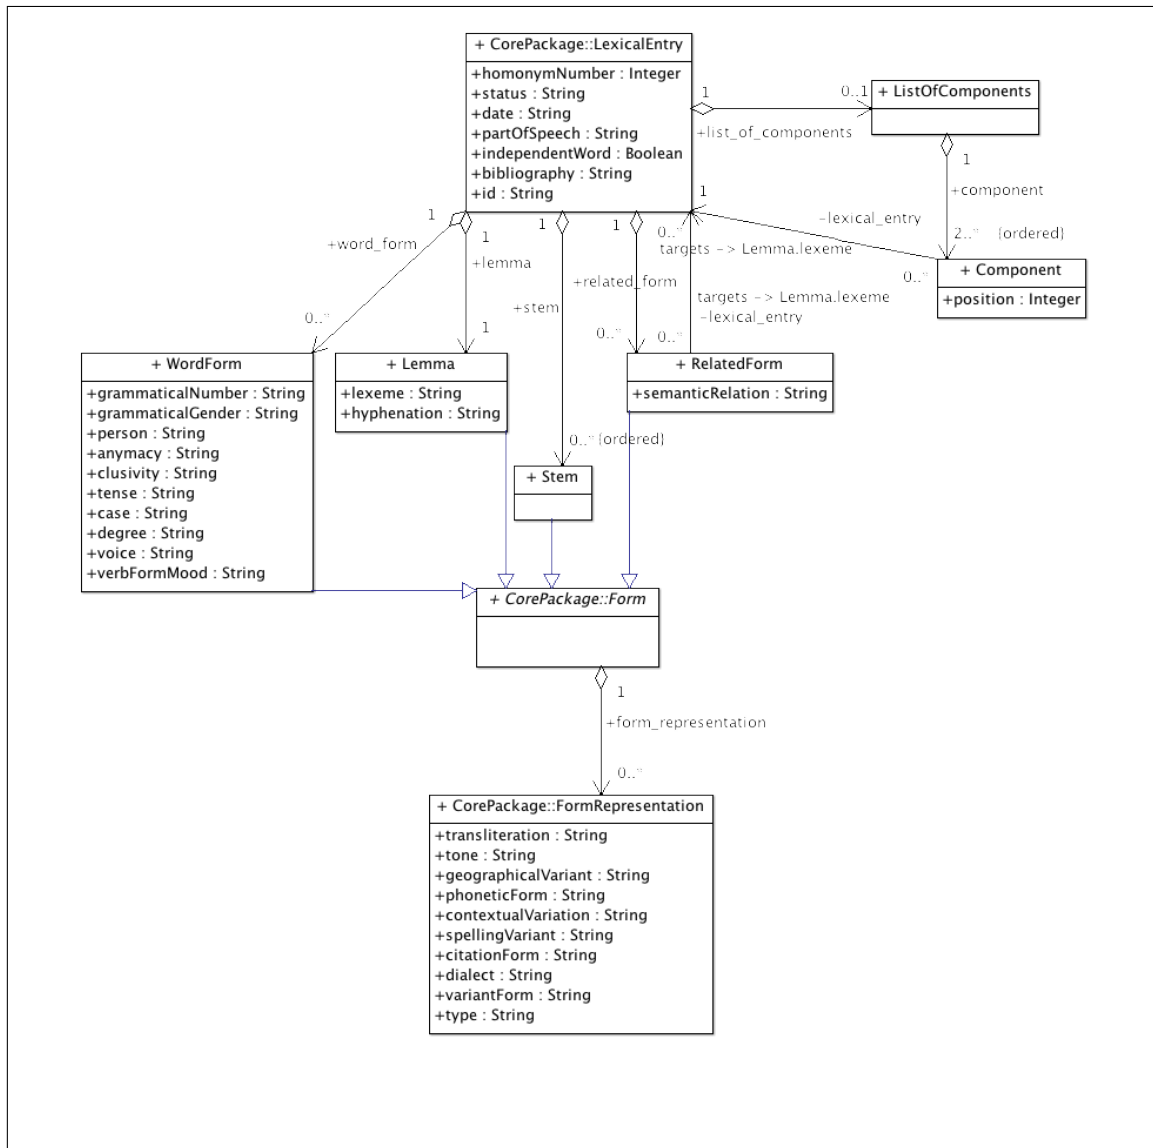 + CorePackage::LexicalEntry
+homonymNumber : Integer
+status : String
+date : String
+partOfSpeech : String
+independentWord : Boolean
+bibliography : String
+id : String
1
0..1
+list_of_components
+ ListOfComponents
1
+component
2..* {ordered}
1
-lexical_entry
0..*
+ Component
+position : Integer
1
+word_form
0..*
1
+lemma
1
1
+stem
0..* {ordered}
1
+related_form
0..*
0..*
targets -> Lemma.lexeme
targets -> Lemma.lexeme
-lexical_entry
0..*
+ WordForm
+grammaticalNumber : String
+grammaticalGender : String
+person : String
+anymacy : String
+clusivity : String
+tense : String
+case : String
+degree : String
+voice : String
+verbFormMood : String
+ Lemma
+lexeme : String
+hyphenation : String
+ Stem
+ RelatedForm
+semanticRelation : String
+ CorePackage::Form
1
+form_representation
0..*
+ CorePackage::FormRepresentation
+transliteration : String
+tone : String
+geographicalVariant : String
+phoneticForm : String
+contextualVariation : String
+spellingVariant : String
+citationForm : String
+dialect : String
+variantForm : String
+type : String